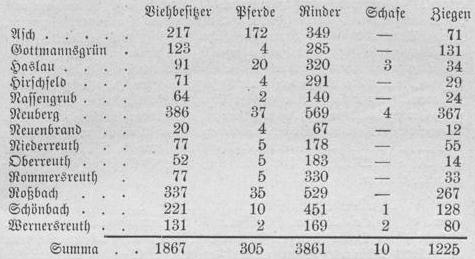 Viehbesitzer Pferde Rinder Schafe Ziegen
Asch . . . . . 217 172 349 — 71
Gottmannsgrün . 123 4 285 — 131
Haslau . . . . 91 20 320 3 34
Hirschfeld . . . 71 4 291 — 29
Nassengrub . . . 64 2 140 — 24
Neuberg . . . . 386 37 569 4 367
Neuenbrand . . 20 4 67 — 12
Niederreuth . . 77 5 178 — 55
Oberreuth . . . 52 5 183 — 14
Rommersreuth . 77 5 330 — 33
Roßbach . . . . 337 35 529 — 267
Schönbach . . . 221 10 451 1 128
Wernersreuth . . 131 2 169 2 80
Summa . . 1867 305 3861 10 1225